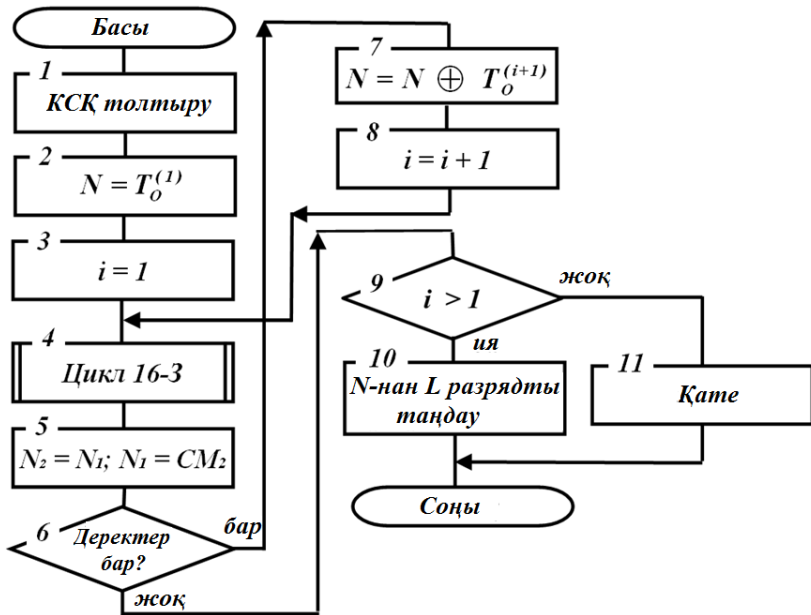 Басы
1
КСҚ толтыру
2
N = T_O^(1)
3
i = 1
4
Цикл 16-З
5
N₂ = N₁; N₁ = CM₂
6
Деректер
бар?
бар
жоқ
7
N = N ⊕ T_O^(i+1)
8
i = i + 1
9
i > 1
жоқ
ия
10
N-нан L разрядты
таңдау
11
Қате
Соңы